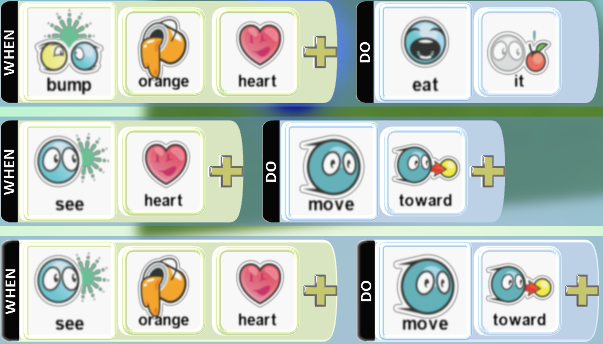 WHEN bump orange heart DO eat it
WHEN see heart DO move toward
WHEN see orange heart DO move toward